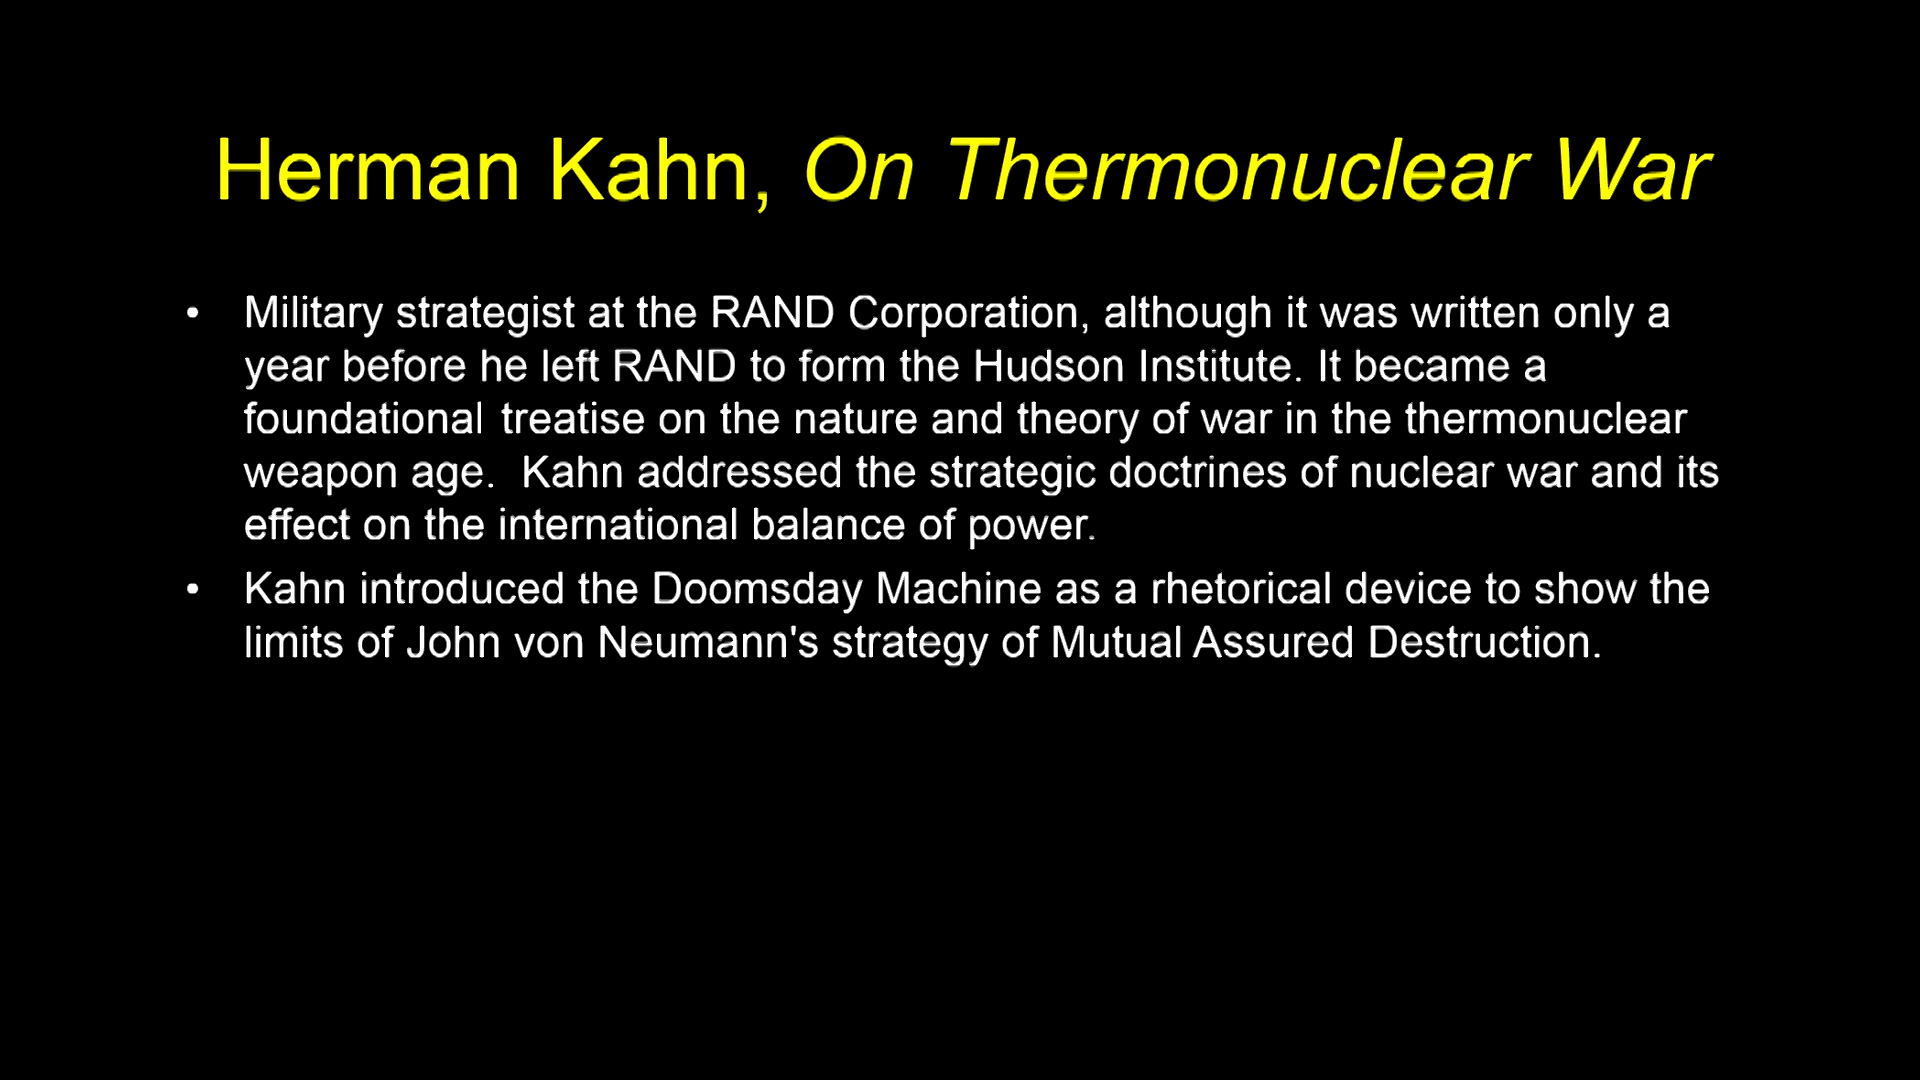 Herman Kahn, On Thermonuclear War
• Military strategist at the RAND Corporation, although it was written only a
year before he left RAND to form the Hudson Institute. It became a
foundational treatise on the nature and theory of war in the thermonuclear
weapon age.  Kahn addressed the strategic doctrines of nuclear war and its
effect on the international balance of power.
• Kahn introduced the Doomsday Machine as a rhetorical device to show the
limits of John von Neumann's strategy of Mutual Assured Destruction.